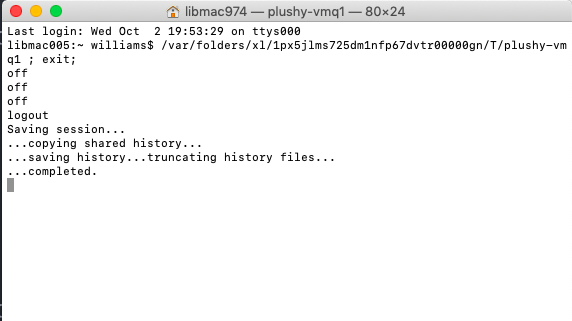 libmac974 — plushy-vmq1 — 80×24
Last login: Wed Oct  2 19:53:29 on ttys000
libmac005:~ williams$ /var/folders/xl/1px5jlms725dm1nfp67dvtr00000gn/T/plushy-vm
q1 ; exit;
off
off
off
logout
Saving session...
...copying shared history...
...saving history...truncating history files...
...completed.